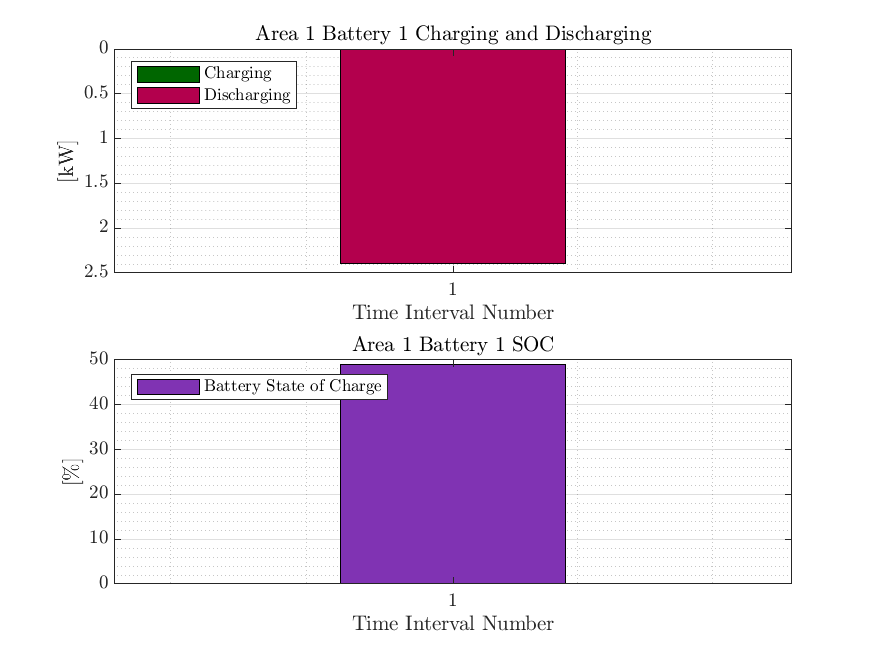 Area 1 Battery 1 Charging and Discharging
0
0.5
1
1.5
2
2.5
[kW]
Charging
Discharging
1
Time Interval Number
Area 1 Battery 1 SOC
50
40
30
20
10
0
[%]
Battery State of Charge
1
Time Interval Number